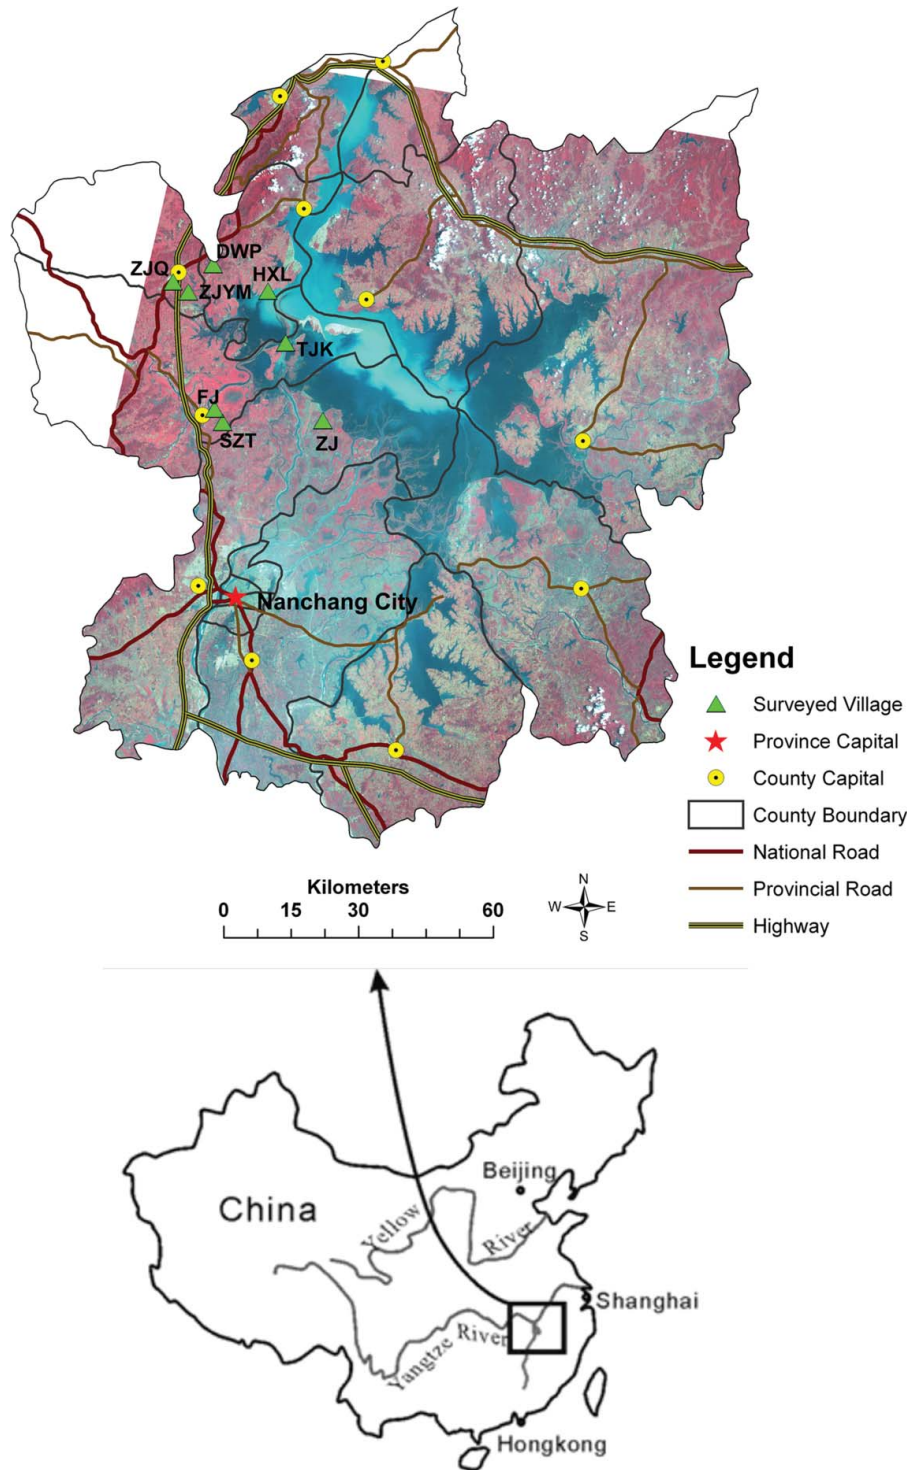 DWP
ZJQ
HXL
ZJYM
TJK
FJ
SZT
ZJ
Nanchang City
Legend
Surveyed Village
Province Capital
County Capital
County Boundary
National Road
Provincial Road
Highway
Kilometers
0 15 30 60
N
W E
S
Beijing
China
Yellow River
Shanghai
Yangtze River
Hongkong